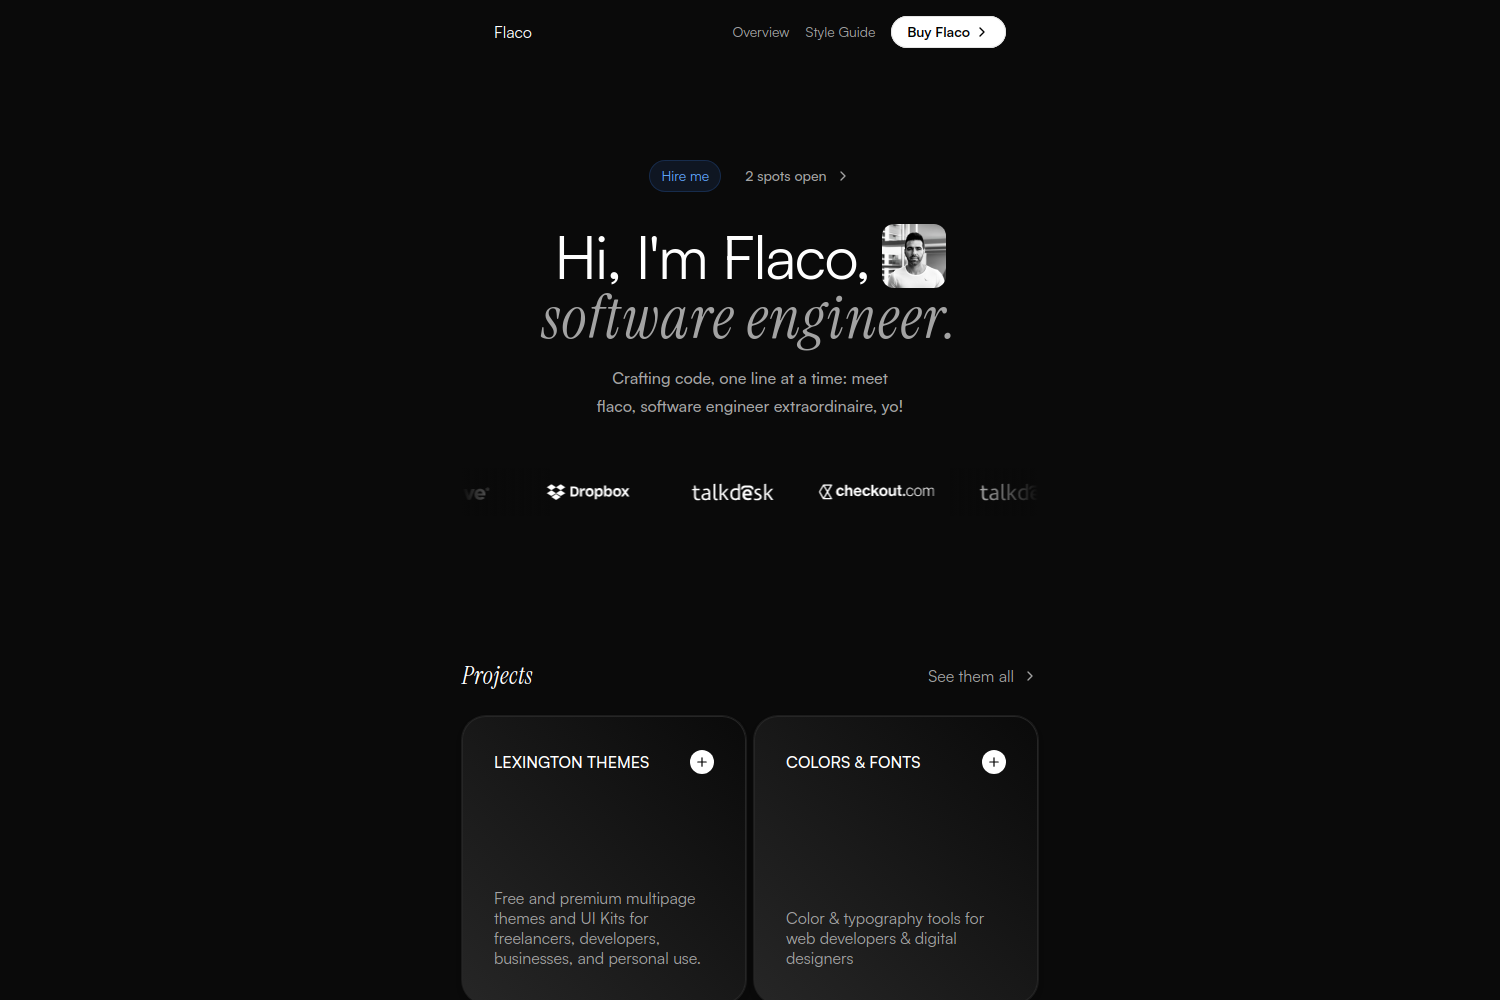 Flaco
Overview
Style Guide
Buy Flaco
Hire me
2 spots open
Hi, I'm Flaco,
software engineer.
Crafting code, one line at a time: meet
flaco, software engineer extraordinaire, yo!
Dropbox
talkdesk
checkout.com
Projects
See them all
LEXINGTON THEMES
Free and premium multipage
themes and UI Kits for
freelancers, developers,
businesses, and personal use.
COLORS & FONTS
Color & typography tools for
web developers & digital
designers